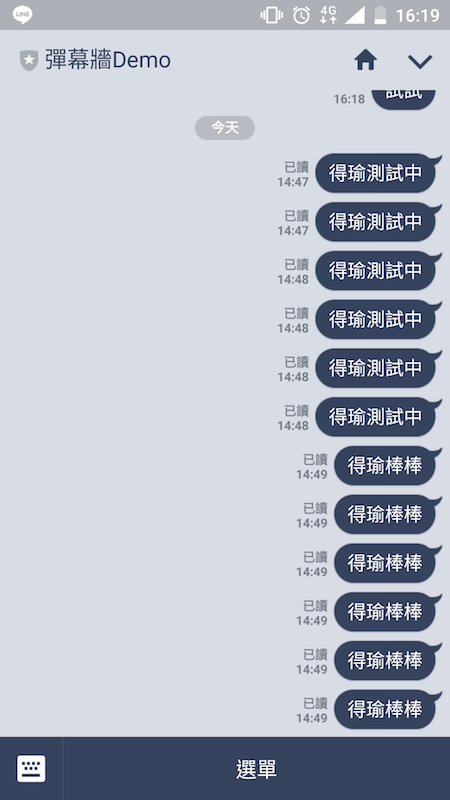 LINE
4G
16:19
彈幕牆Demo
試試
16:18
今天
已讀
14:47
得瑜測試中
已讀
14:47
得瑜測試中
已讀
14:48
得瑜測試中
已讀
14:48
得瑜測試中
已讀
14:48
得瑜測試中
已讀
14:48
得瑜測試中
已讀
14:49
得瑜棒棒
已讀
14:49
得瑜棒棒
已讀
14:49
得瑜棒棒
已讀
14:49
得瑜棒棒
已讀
14:49
得瑜棒棒
已讀
14:49
得瑜棒棒
選單